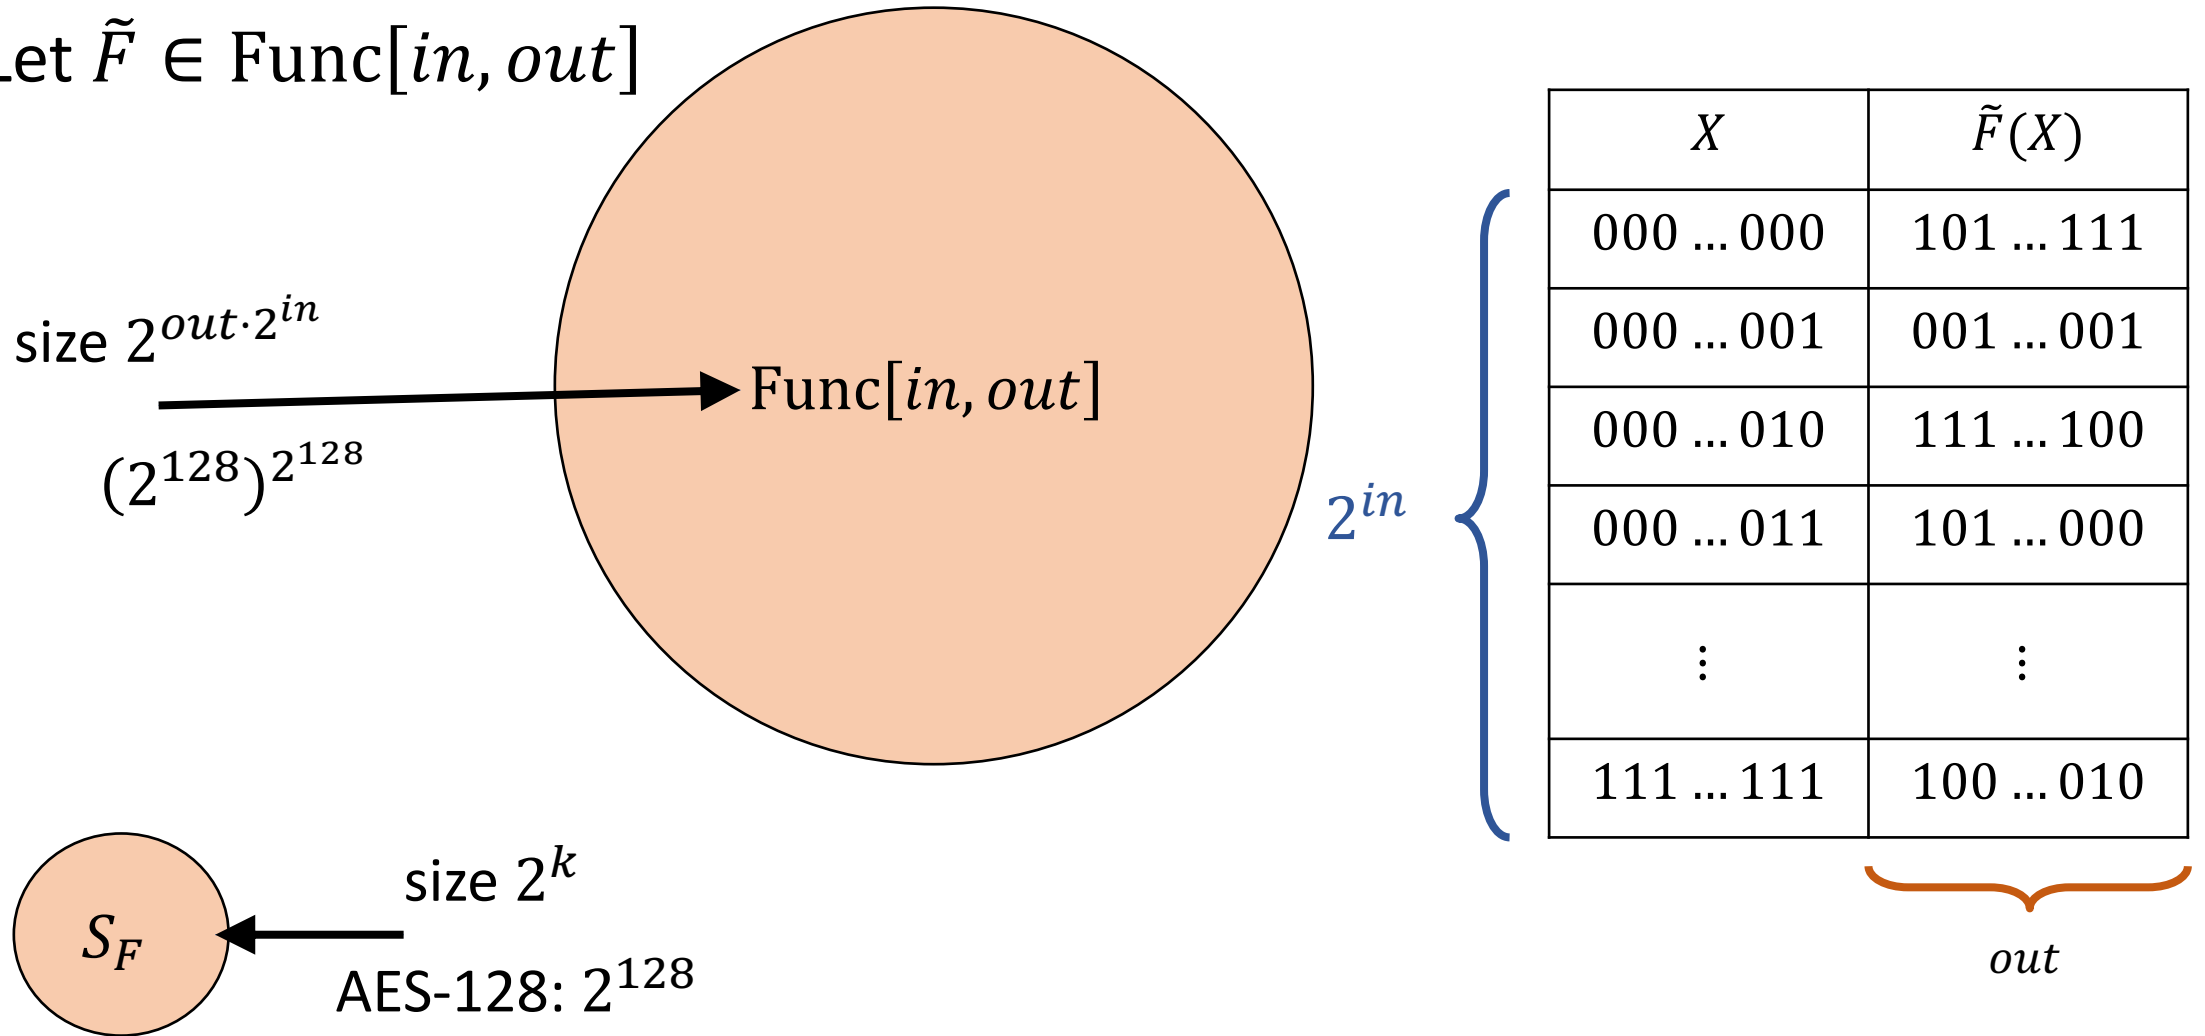 Let F̃ ∈ Func[in, out]
size 2^{out·2^{in}}
(2^{128})^{2^{128}}
Func[in, out]
2^{in}
X F̃(X)
000 … 000 101 … 111
000 … 001 001 … 001
000 … 010 111 … 100
000 … 011 101 … 000
⋮ ⋮
111 … 111 100 … 010
out
S_F
size 2^k
AES-128: 2^{128}